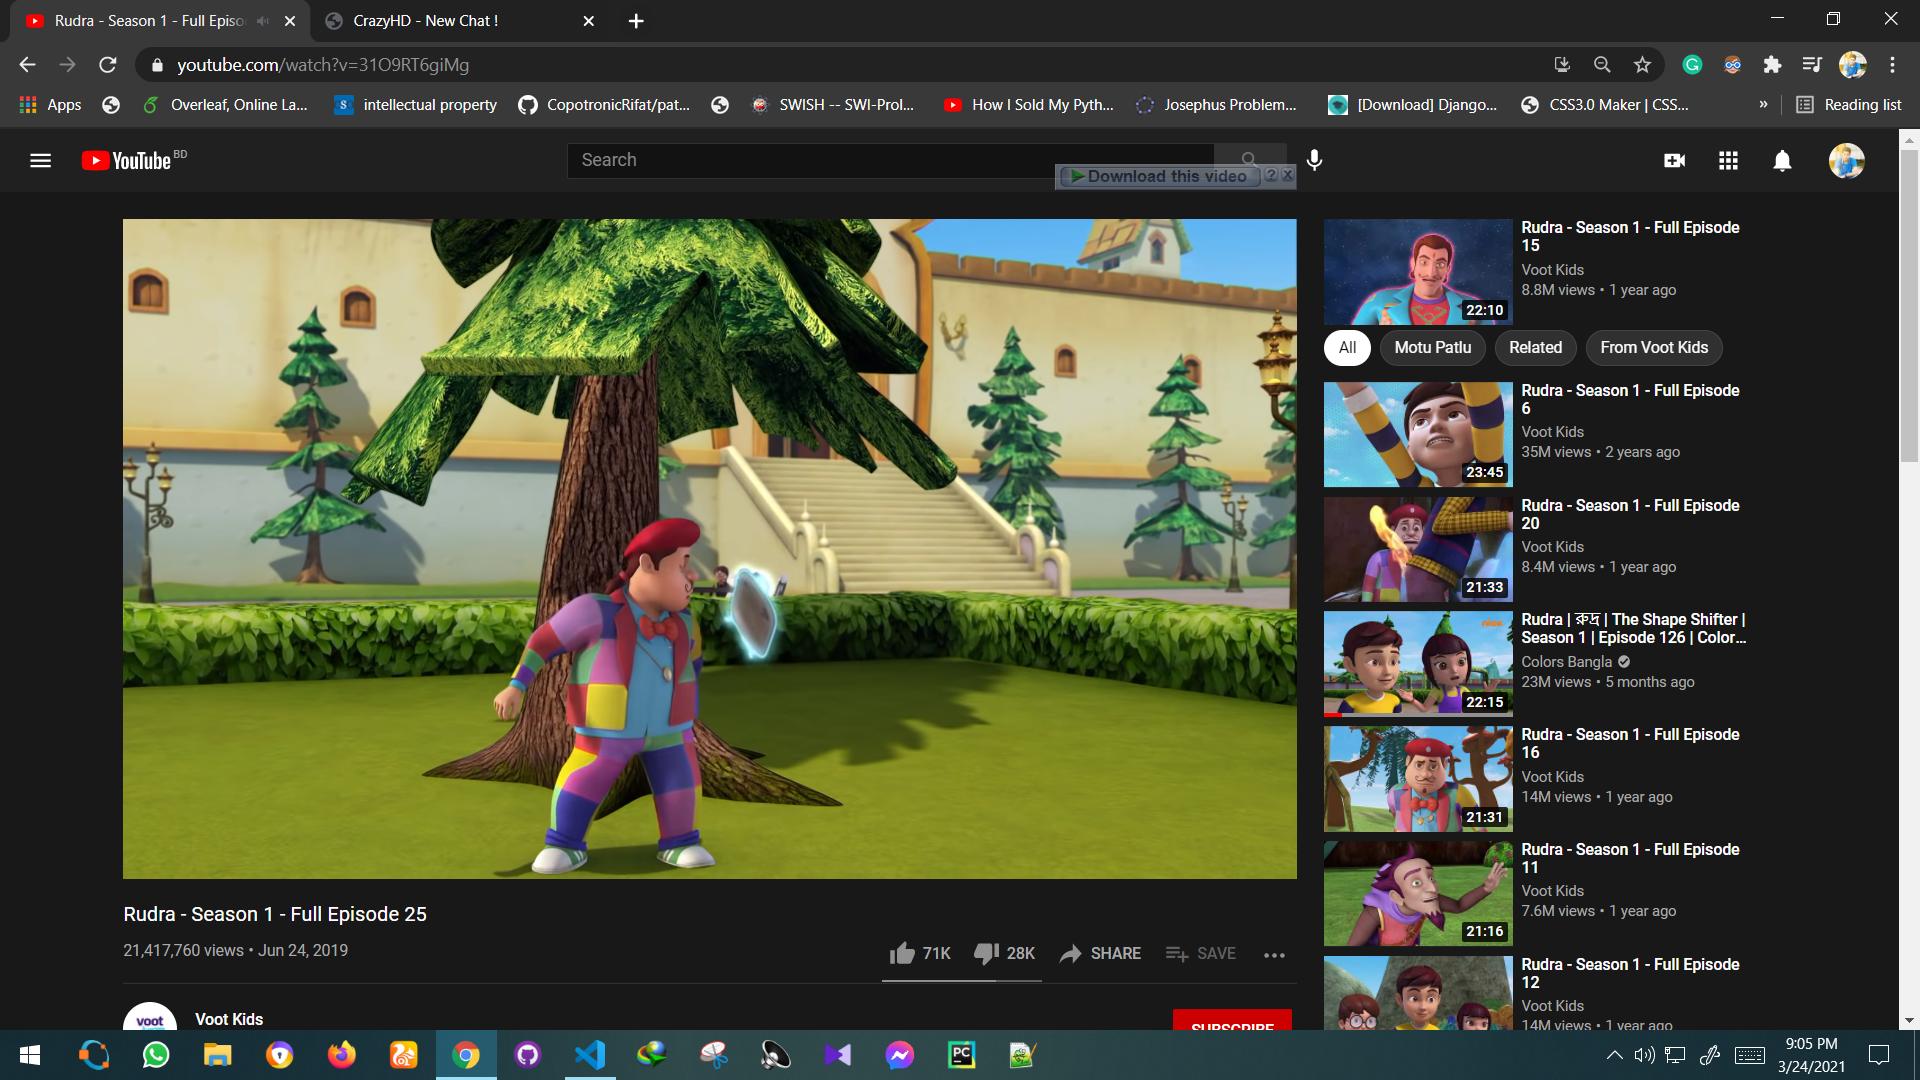 Rudra - Season 1 - Full Episo
CrazyHD - New Chat !
youtube.com/watch?v=31O9RT6giMg
Apps
Overleaf, Online La...
intellectual property
CopotronicRifat/pat...
SWISH -- SWI-Prol...
How I Sold My Pyth...
Josephus Problem...
[Download] Django...
CSS3.0 Maker | CSS...
»
Reading list
YouTube BD
Search
Download this video ? X
Rudra - Season 1 - Full Episode
15
Voot Kids
8.8M views • 1 year ago
22:10
All
Motu Patlu
Related
From Voot Kids
Rudra - Season 1 - Full Episode
6
Voot Kids
35M views • 2 years ago
23:45
Rudra - Season 1 - Full Episode
20
Voot Kids
8.4M views • 1 year ago
21:33
Rudra | রুদ্র | The Shape Shifter |
Season 1 | Episode 126 | Color...
Colors Bangla
23M views • 5 months ago
nick
22:15
Rudra - Season 1 - Full Episode
16
Voot Kids
14M views • 1 year ago
21:31
Rudra - Season 1 - Full Episode
11
Voot Kids
7.6M views • 1 year ago
21:16
Rudra - Season 1 - Full Episode
12
Voot Kids
14M views • 1 year ago
Rudra - Season 1 - Full Episode 25
21,417,760 views • Jun 24, 2019
71K
28K
SHARE
SAVE
voot
Voot Kids
SUBSCRIBE
PC
9:05 PM
3/24/2021